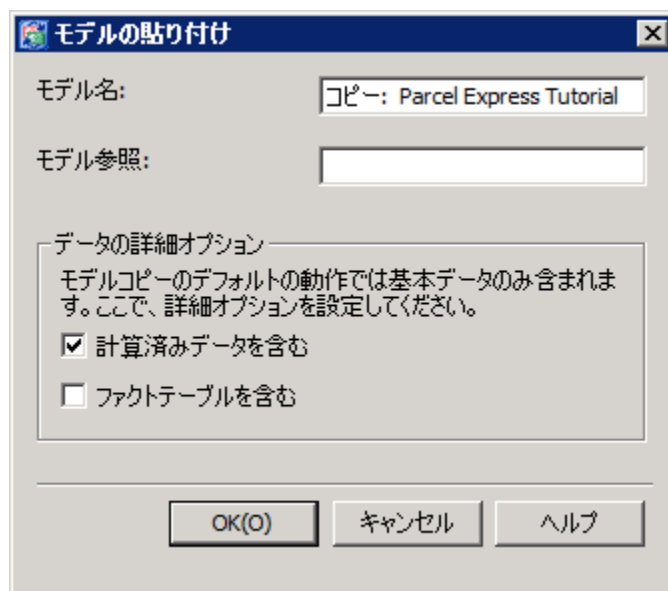 モデルの貼り付け
モデル名:
コピー: Parcel Express Tutorial
モデル参照:
データの詳細オプション
モデルコピーのデフォルトの動作では基本データのみ含まれま
す。ここで、詳細オプションを設定してください。
計算済みデータを含む
ファクトテーブルを含む
OK(O)
キャンセル
ヘルプ